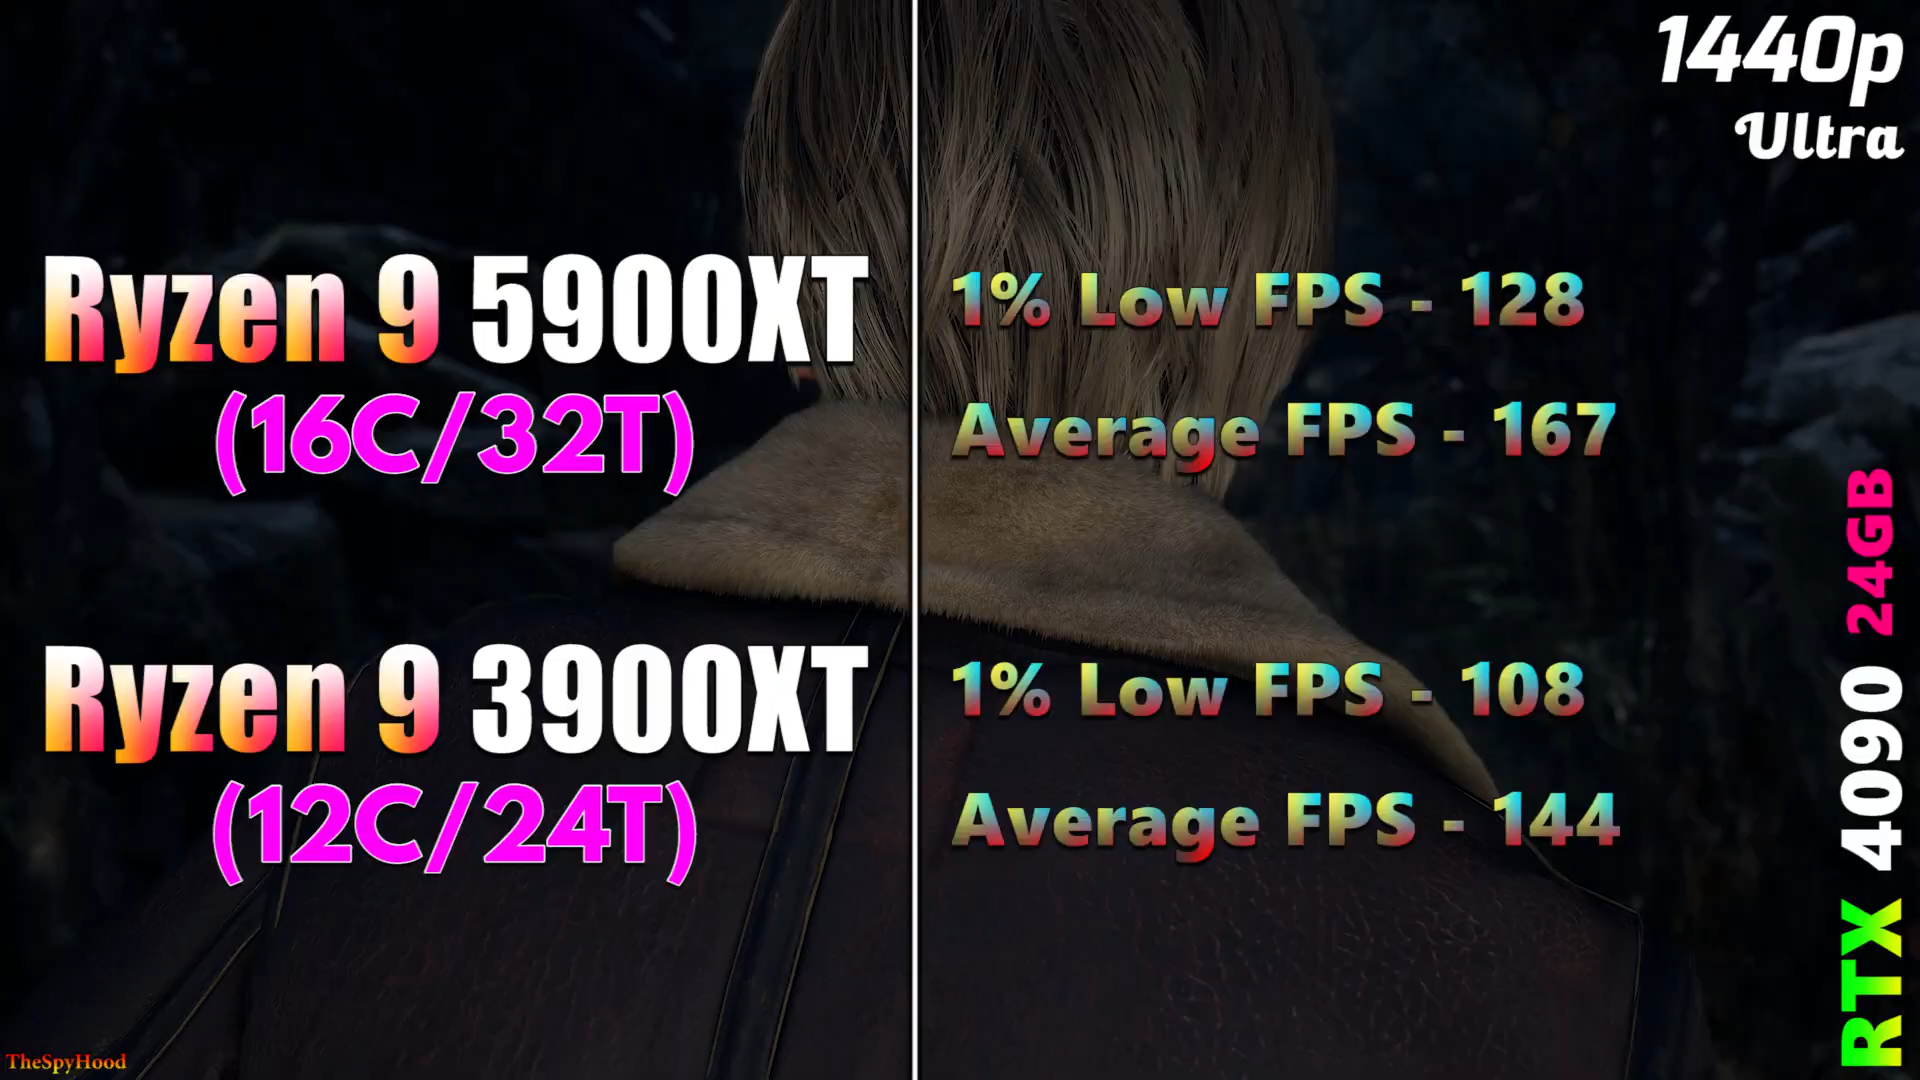 1440p
Ultra
Ryzen 9 5900XT
(16C/32T)
1% Low FPS - 128
Average FPS - 167
Ryzen 9 3900XT
(12C/24T)
1% Low FPS - 108
Average FPS - 144
RTX 4090 24GB
TheSpyHood